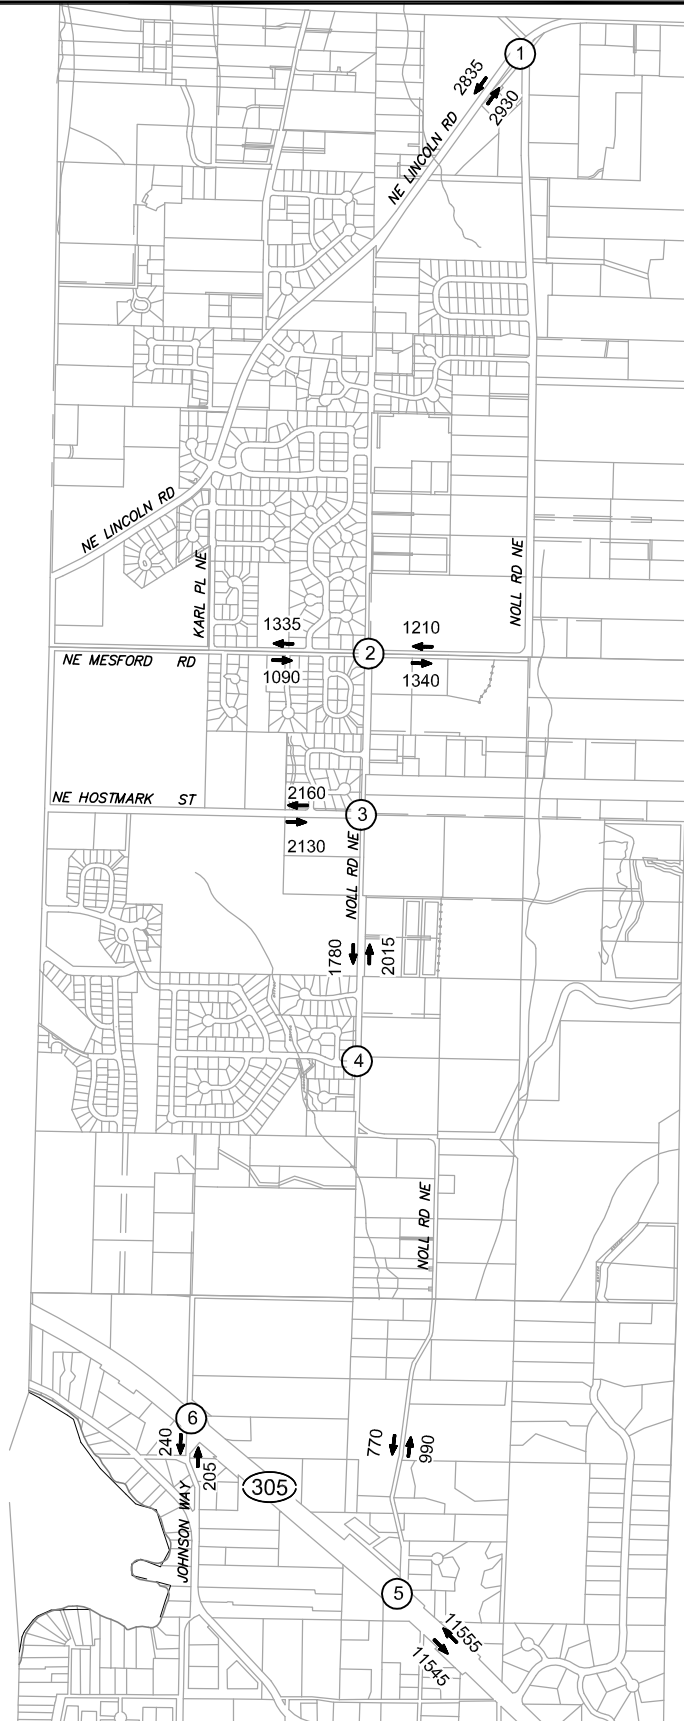 1
2835
2930
NE LINCOLN RD
NE LINCOLN RD
KARL PL NE
NOLL RD NE
1335
1210
2
NE MESFORD RD
1090
1340
2160
NE HOSTMARK ST
3
2130
NOLL RD NE
1780
2015
4
NOLL RD NE
6
240
205
770
990
305
JOHNSON WAY
5
11555
11545